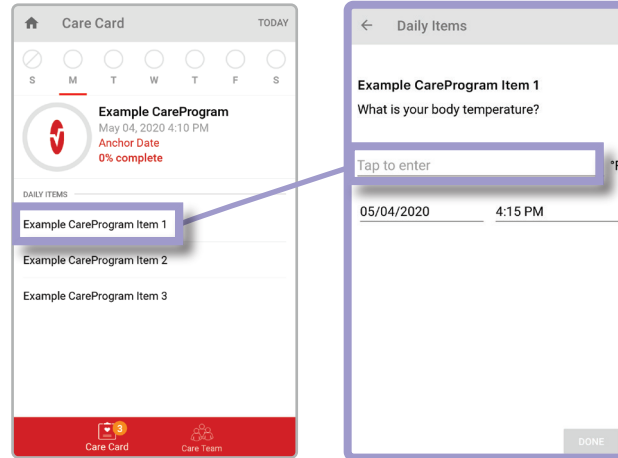 Care Card
TODAY
S M T W T F S
Example CareProgram
May 04, 2020 4:10 PM
Anchor Date
0% complete
DAILY ITEMS
Example CareProgram Item 1
Example CareProgram Item 2
Example CareProgram Item 3
3
Care Card
Care Team
Daily Items
Example CareProgram Item 1
What is your body temperature?
Tap to enter
°F
05/04/2020 4:15 PM
DONE